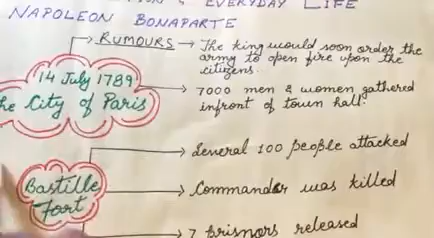 EVERYDAY LIFE
NAPOLEON BONAPARTE
RUMOURS → The king would soon order the
army to open fire upon the
citizens.
14 July 1789
he City of Paris
7000 men & women gathered
infront of town hall.
Several 100 people attacked
Bastille
Fort
Commander was killed
7 prisnors released